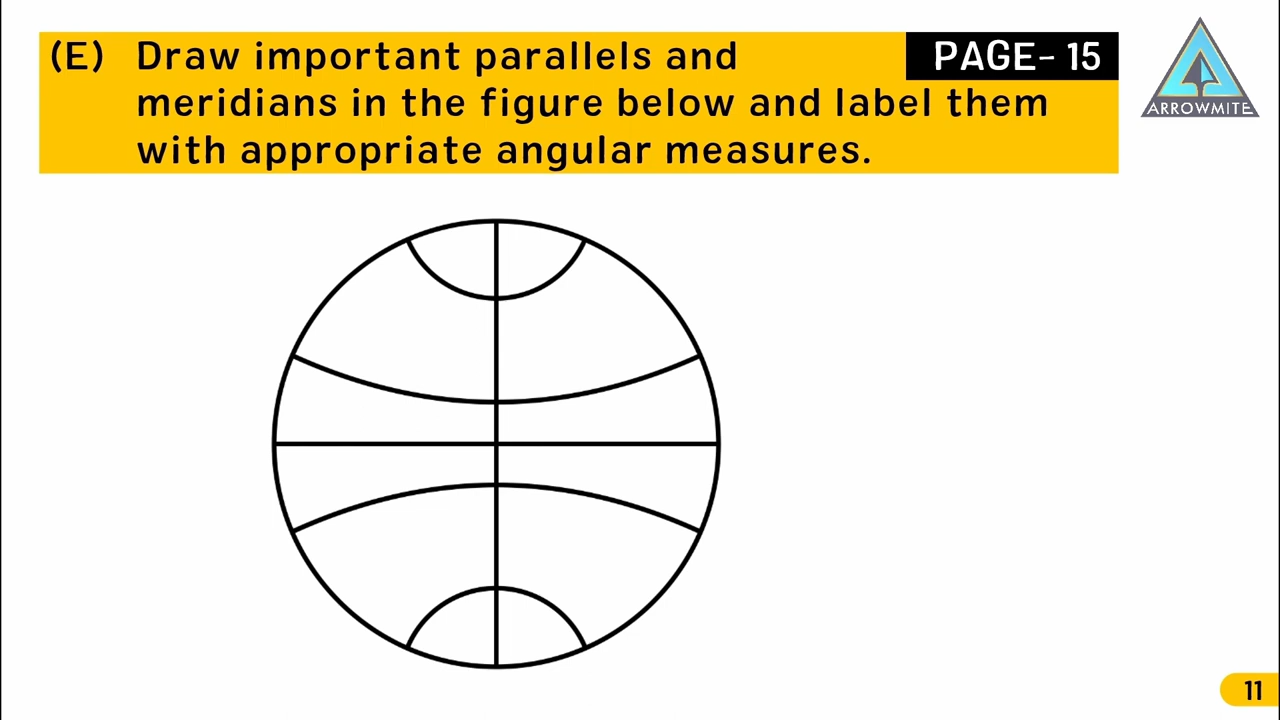 (E) Draw important parallels and
PAGE- 15
meridians in the figure below and label them
with appropriate angular measures.
ARROWMITE
11